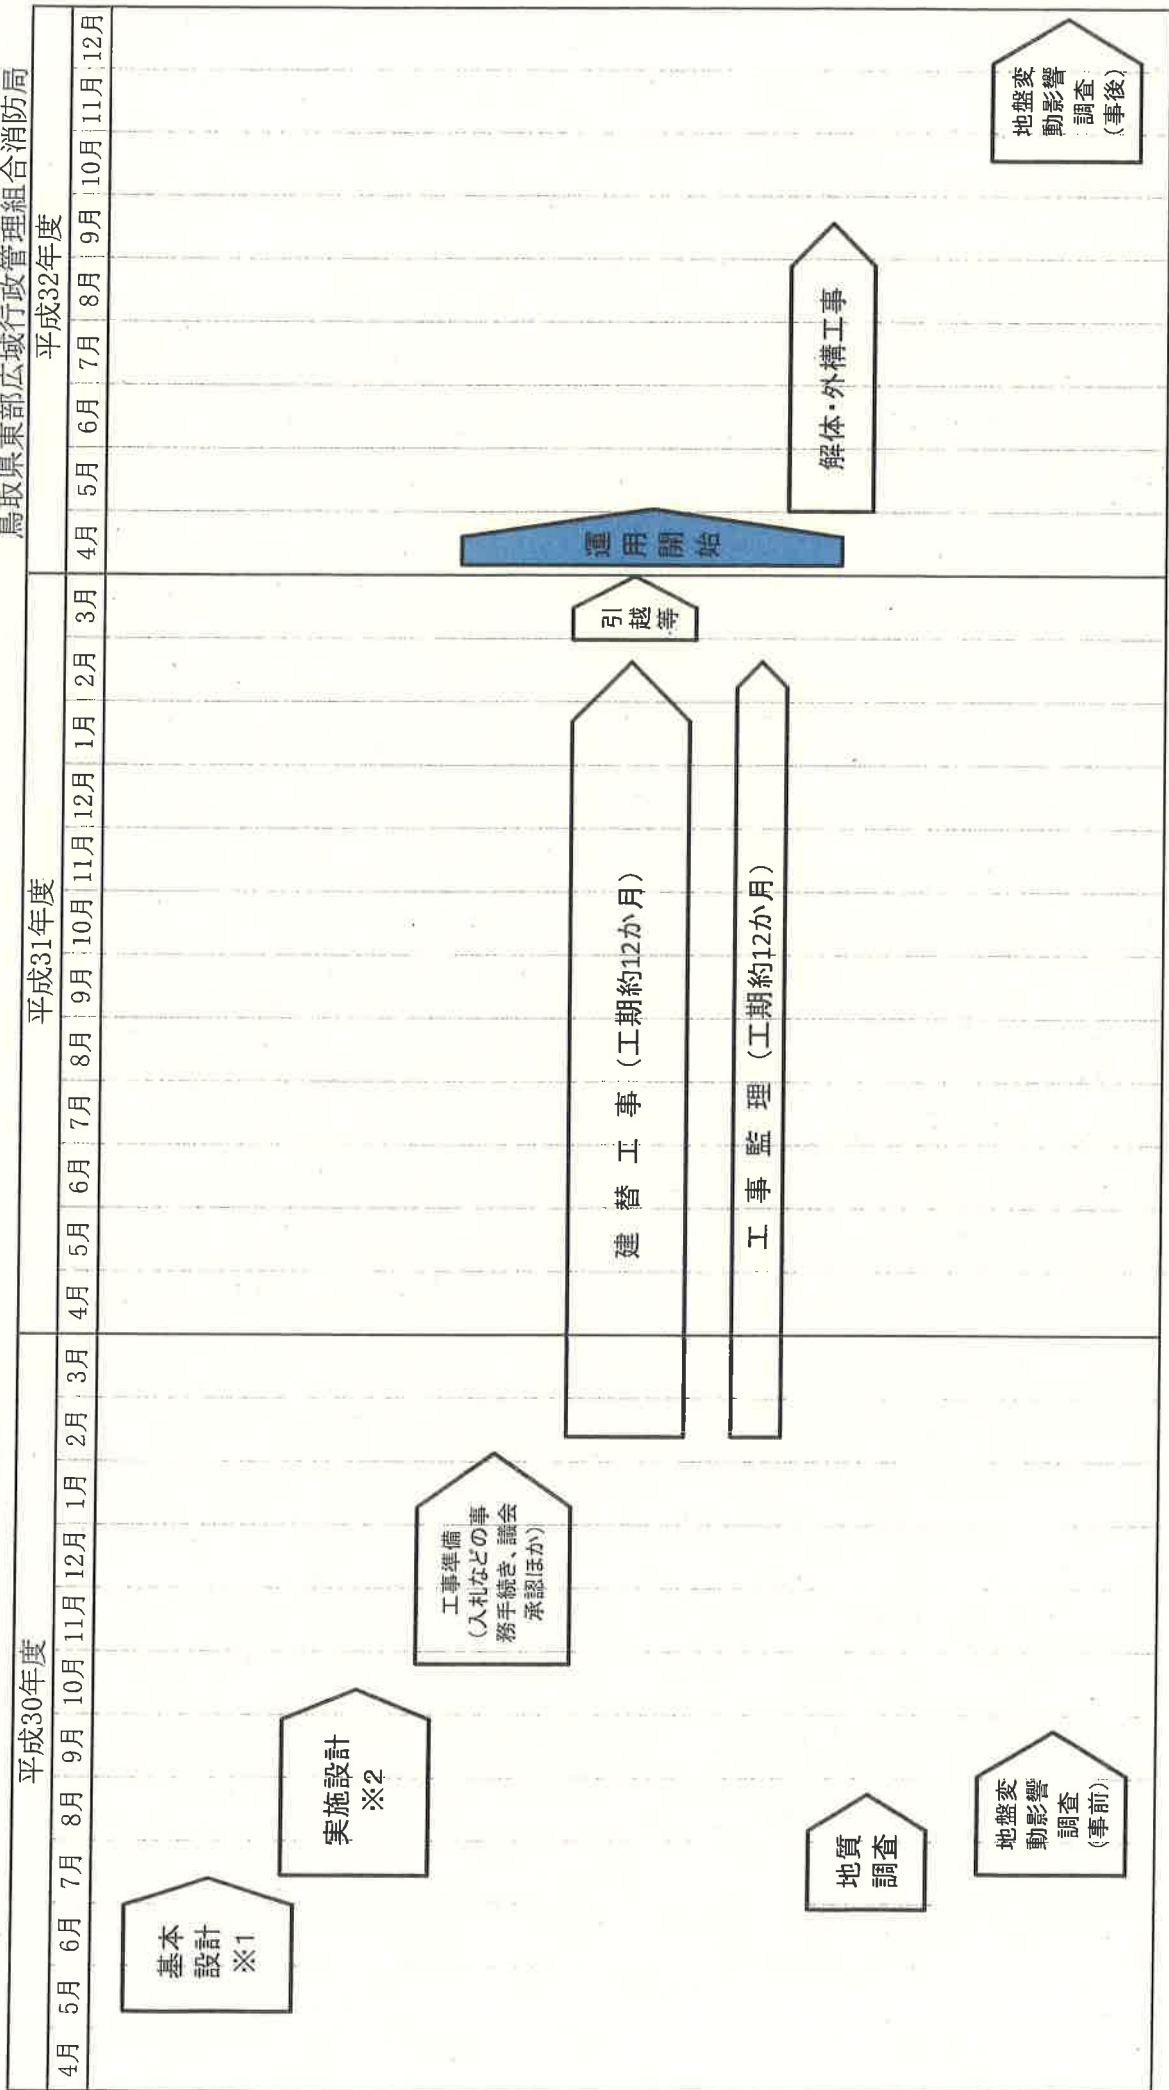 鳥取県東部広域行政管理組合消防局
平成30年度
平成31年度
平成32年度
4月 5月 6月 7月 8月 9月 10月 11月 12月 1月 2月 3月 4月 5月 6月 7月 8月 9月 10月 11月 12月 1月 2月 3月 4月 5月 6月 7月 8月 9月 10月 11月 12月
基本
設計
※1
実施設計
※2
工事準備
（入札などの事
務手続き、議会
承認ほか）
建替工事（工期約12か月）
引
越
等
運
用
開
始
工事監理（工期約12か月）
解体・外構工事
地質
調査
地盤変
動影響
調査
（事前）
地盤変
動影響
調査
（事後）